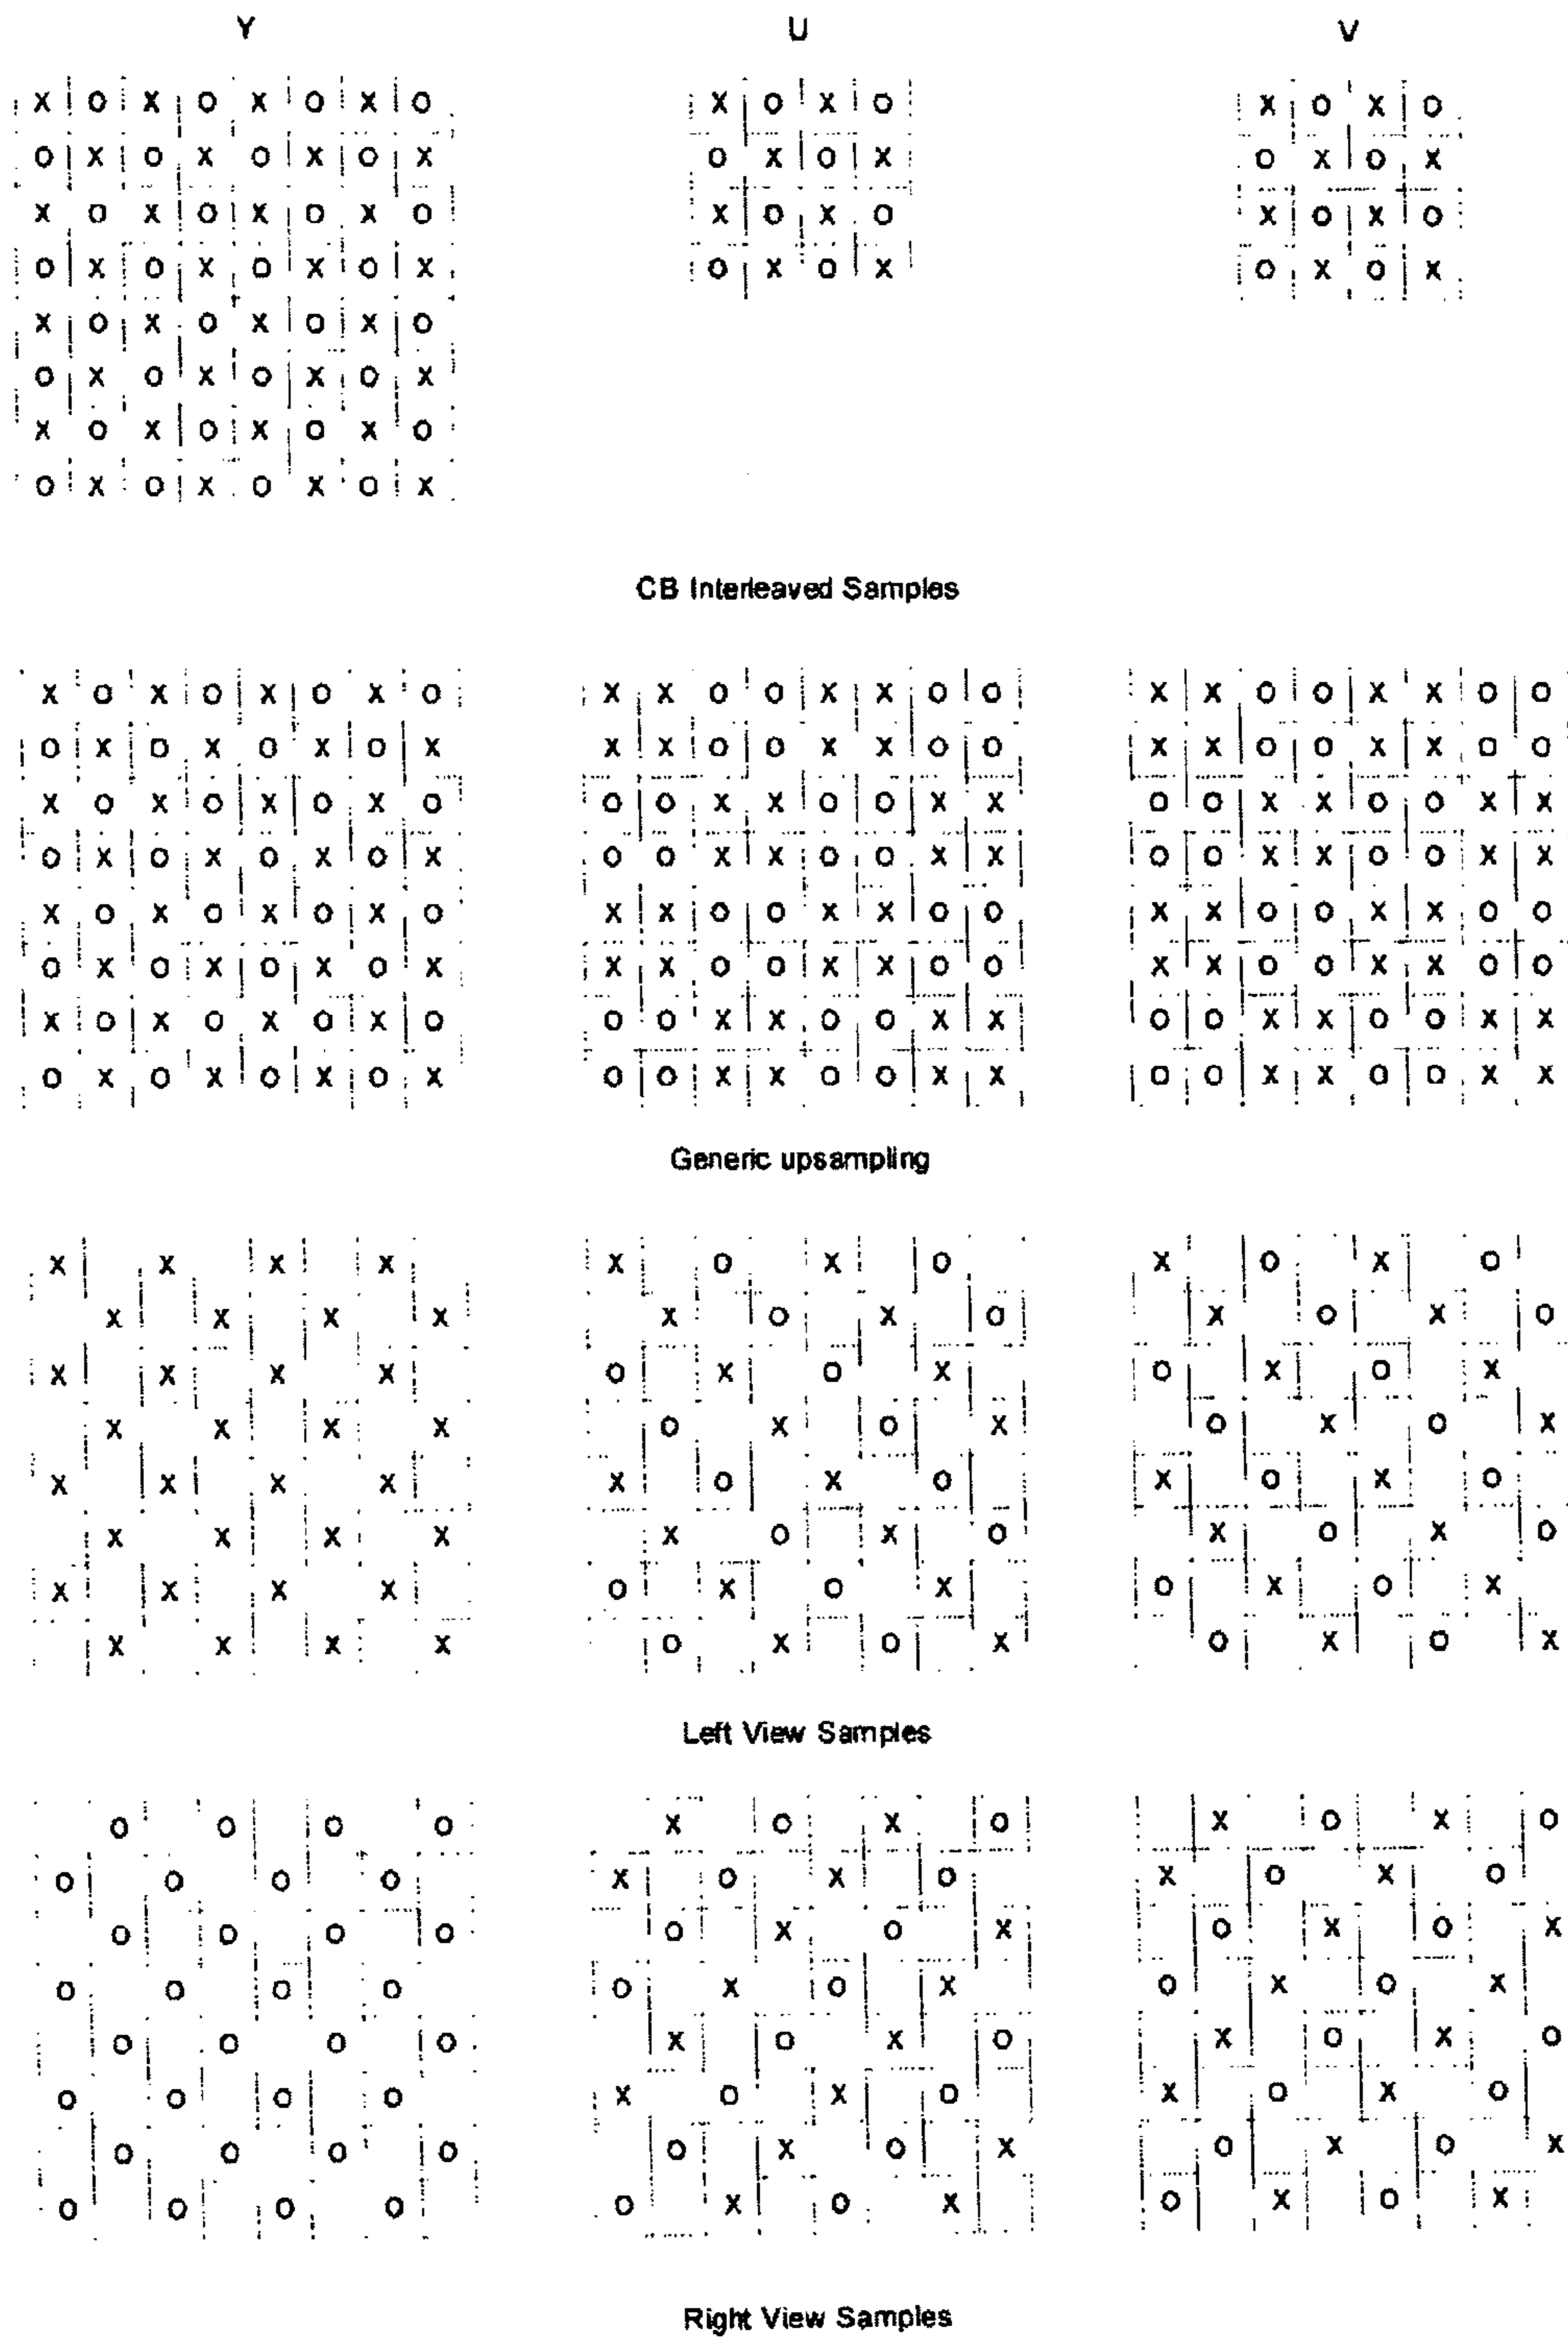 Y U V
X O X O X O X O X O X O X O X O
O X O X O X O X O X O X O X O X
X O X O X O X O X O X O X O X O
O X O X O X O X O X O X O X O X
X O X O X O X O
O X O X O X O X
X O X O X O X O
O X O X O X O X
CB Interleaved Samples
X O X O X O X O X X O O X X O O X X O O X X O O
O X O X O X O X X X O O X X O O X X O O X X O O
X O X O X O X O O O X X O O X X O O X X O O X X
O X O X O X O X O O X X O O X X O O X X O O X X
X O X O X O X O X X O O X X O O X X O O X X O O
O X O X O X O X X X O O X X O O X X O O X X O O
X O X O X O X O O O X X O O X X O O X X O O X X
O X O X O X O X O O X X O O X X O O X X O O X X
Generic upsampling
X X X X X O X O X O X O
X X X X X O X O X O X O
X X X X O X O X O X O X
X X X X O X O X O X O X
X X X X X O X O X O X O
X X X X X O X O X O X O
X X X X O X O X O X O X
X X X X O X O X O X O X
Left View Samples
O O O O X O X O X O X O
O O O O X O X O X O X O
O O O O O X O X O X O X
O O O O O X O X O X O X
O O O O X O X O X O X O
O O O O X O X O X O X O
O O O O O X O X O X O X
O O O O O X O X O X O X
Right View Samples